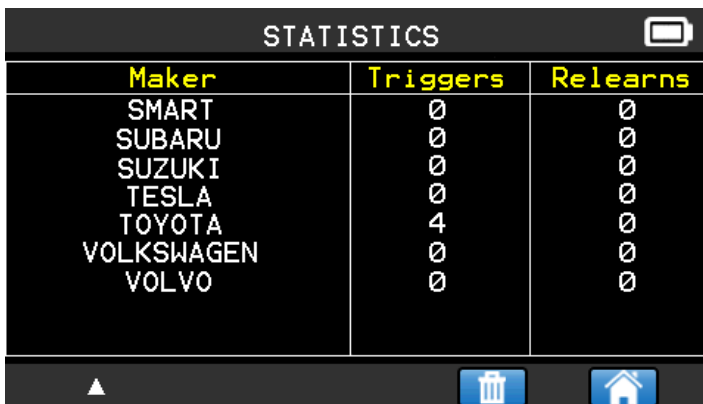 STATISTICS
Maker Triggers Relearns
SMART 0 0
SUBARU 0 0
SUZUKI 0 0
TESLA 0 0
TOYOTA 4 0
VOLKSWAGEN 0 0
VOLVO 0 0